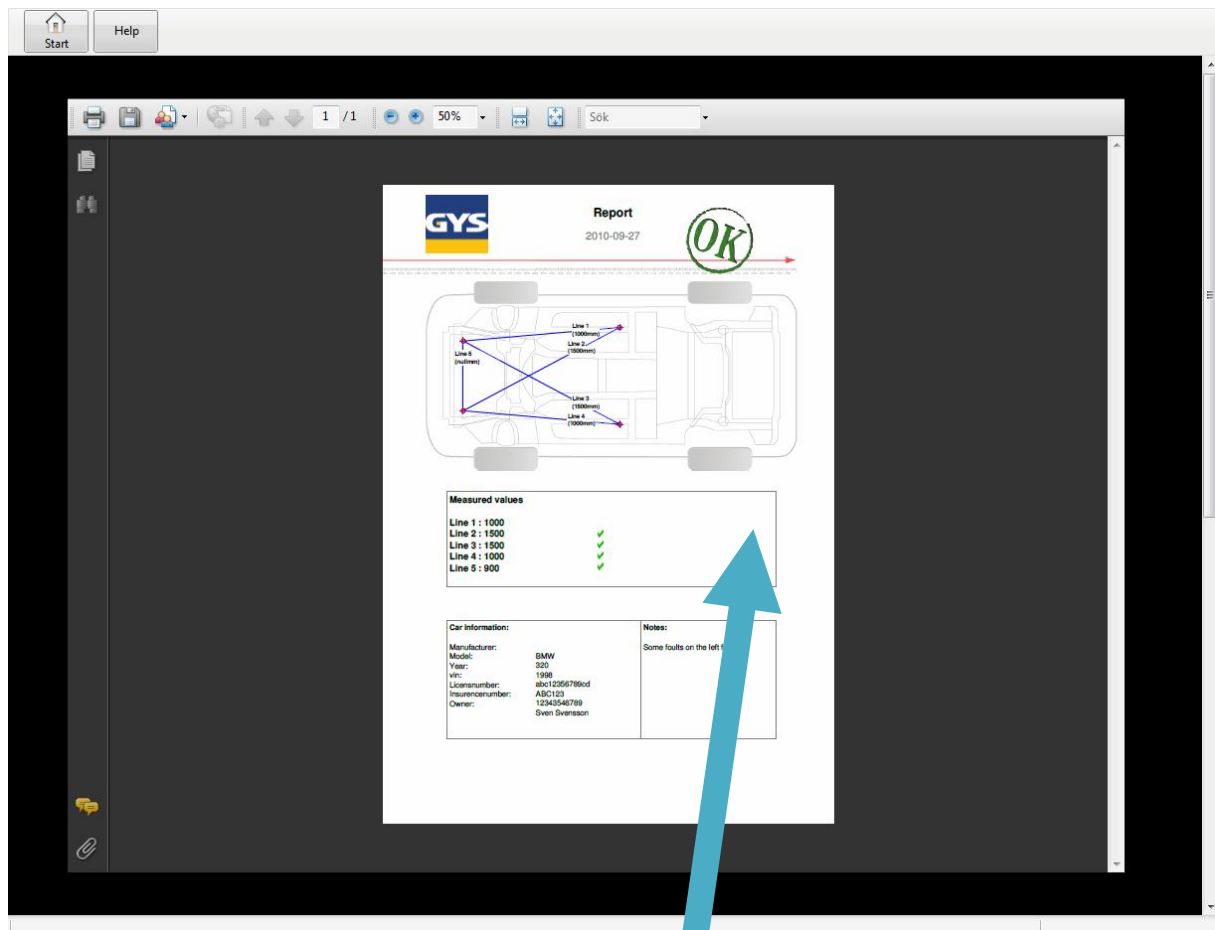 Start
Help
1 /1
50%
Sök
GYS
Report
2010-09-27
OK
Line 1
(1000mm)
Line 2
(1500mm)
Line 5
(nullmm)
Line 3
(1500mm)
Line 4
(1000mm)
Measured values
Line 1 : 1000
Line 2 : 1500
Line 3 : 1500
Line 4 : 1000
Line 5 : 900
Car Information:
Manufacturer:
Model: BMW
Year: 320
vin: 1998
Licensnumber: abc12356789cd
Insurencenumber: ABC123
Owner: 12343546789
Sven Svensson
Notes:
Some foults on the left